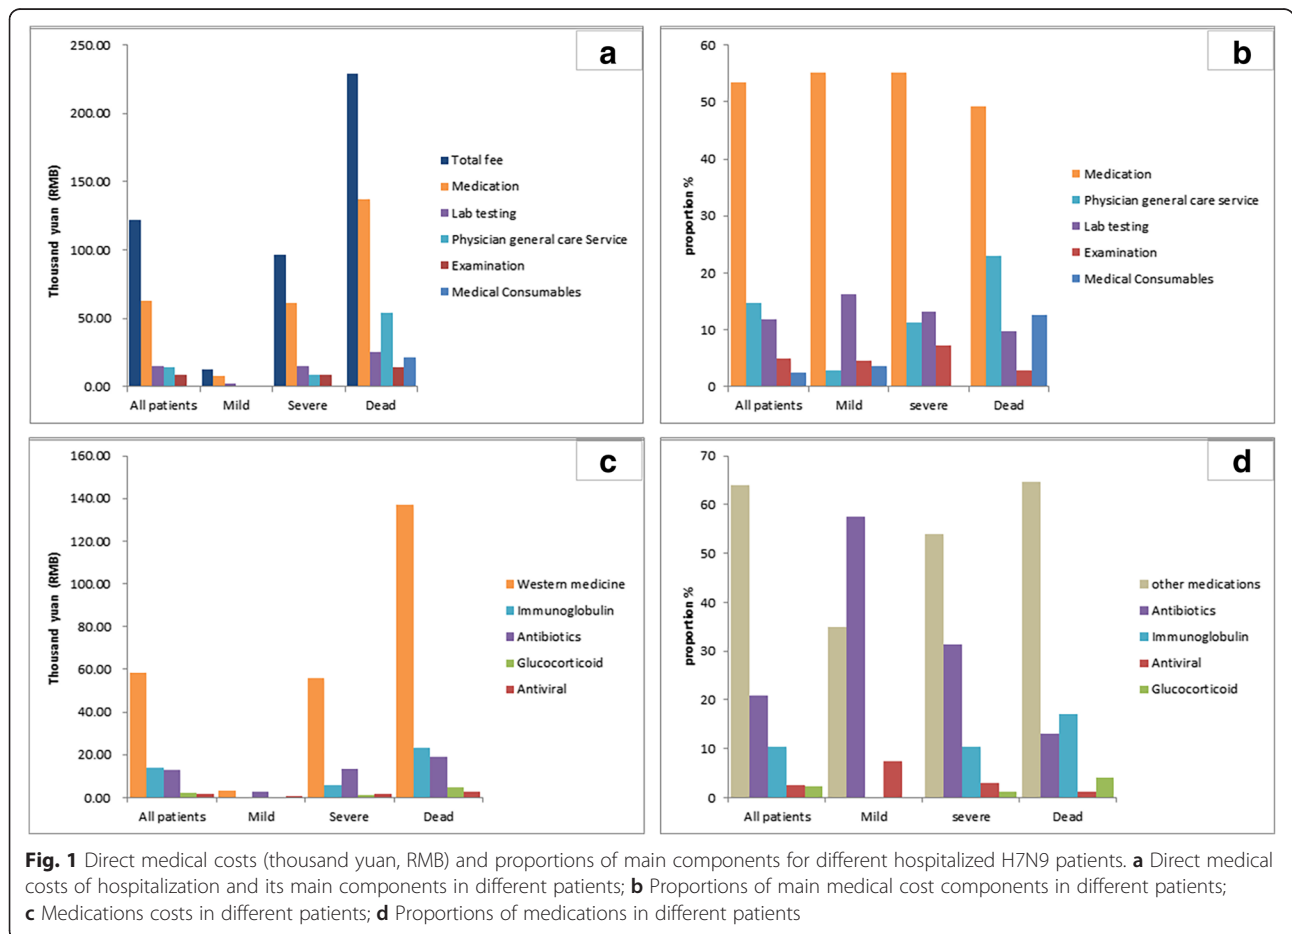 a
250.00
200.00
150.00
100.00
50.00
0.00
Thousand yuan (RMB)
All patients Mild Severe Dead
Total fee
Medication
Lab testing
Physician general care Service
Examination
Medical Consumables
b
60
50
40
30
20
10
0
proportion %
All patients Mild severe Dead
Medication
Physician general care service
Lab testing
Examination
Medical Consumables
c
160.00
140.00
120.00
100.00
80.00
60.00
40.00
20.00
0.00
Thousand yuan (RMB)
All patients Mild Severe Dead
Western medicine
Immunoglobulin
Antibiotics
Glucocorticoid
Antiviral
d
70
60
50
40
30
20
10
0
proportion %
All patients Mild severe Dead
other medications
Antibiotics
Immunoglobulin
Antiviral
Glucocorticoid
Fig. 1 Direct medical costs (thousand yuan, RMB) and proportions of main components for different hospitalized H7N9 patients. a Direct medical
costs of hospitalization and its main components in different patients; b Proportions of main medical cost components in different patients;
c Medications costs in different patients; d Proportions of medications in different patients